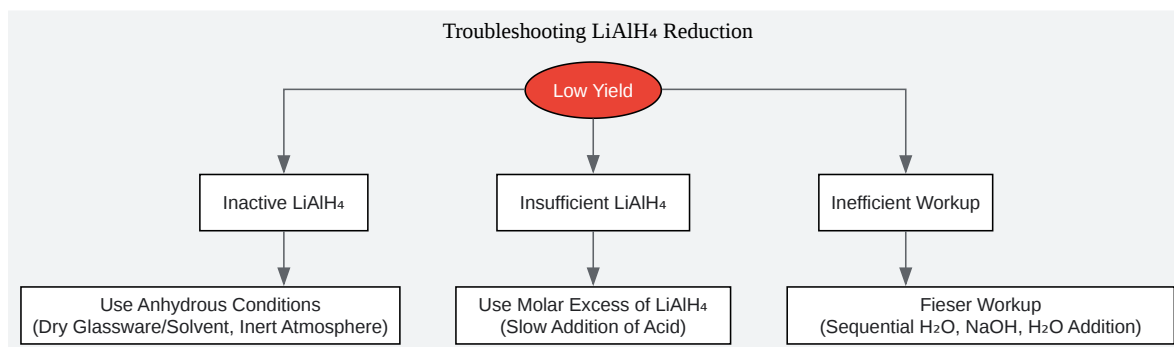 Troubleshooting LiAlH₄ Reduction
Low Yield
Inactive LiAlH₄
Insufficient LiAlH₄
Inefficient Workup
Use Anhydrous Conditions
(Dry Glassware/Solvent, Inert Atmosphere)
Use Molar Excess of LiAlH₄
(Slow Addition of Acid)
Fieser Workup
(Sequential H₂O, NaOH, H₂O Addition)